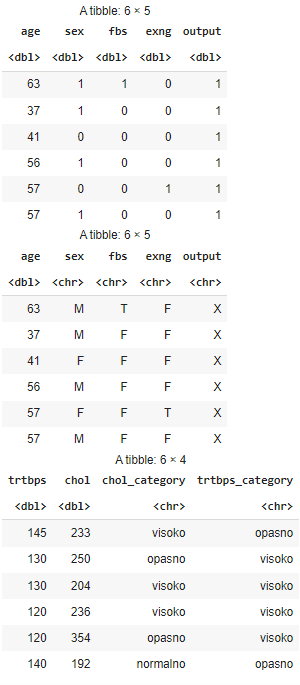 A tibble: 6 × 5
age sex fbs exng output
<dbl> <dbl> <dbl> <dbl> <dbl>
63 1 1 0 1
37 1 0 0 1
41 0 0 0 1
56 1 0 0 1
57 0 0 1 1
57 1 0 0 1
A tibble: 6 × 5
age sex fbs exng output
<dbl> <chr> <chr> <chr> <chr>
63 M T F X
37 M F F X
41 F F F X
56 M F F X
57 F F T X
57 M F F X
A tibble: 6 × 4
trtbps chol chol_category trtbps_category
<dbl> <dbl> <chr> <chr>
145 233 visoko opasno
130 250 opasno visoko
130 204 visoko visoko
120 236 visoko visoko
120 354 opasno visoko
140 192 normalno opasno